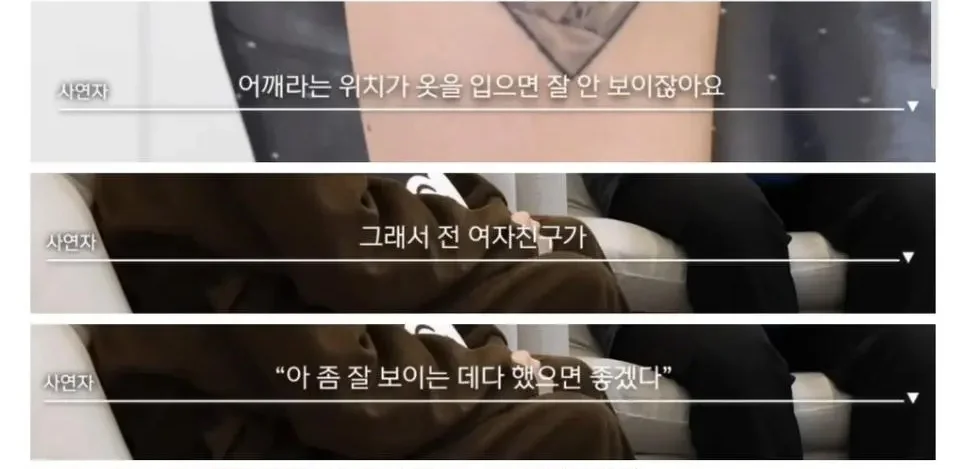 사연자
어깨라는 위치가 옷을 입으면 잘 안 보이잖아요
사연자
그래서 전 여자친구가
사연자
“아 좀 잘 보이는 데다 했으면 좋겠다”